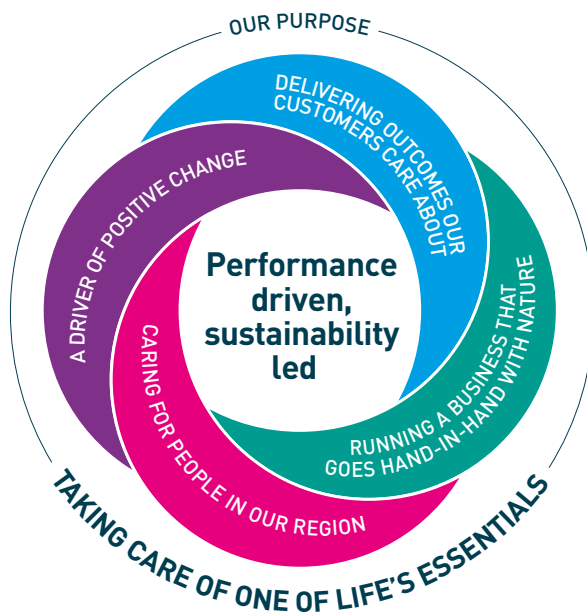 OUR PURPOSE
DELIVERING OUTCOMES OUR
CUSTOMERS CARE ABOUT
A DRIVER OF POSITIVE CHANGE
Performance
driven,
sustainability
led
RUNNING A BUSINESS THAT
GOES HAND-IN-HAND WITH NATURE
CARING FOR PEOPLE IN OUR REGION
TAKING CARE OF ONE OF LIFE’S ESSENTIALS